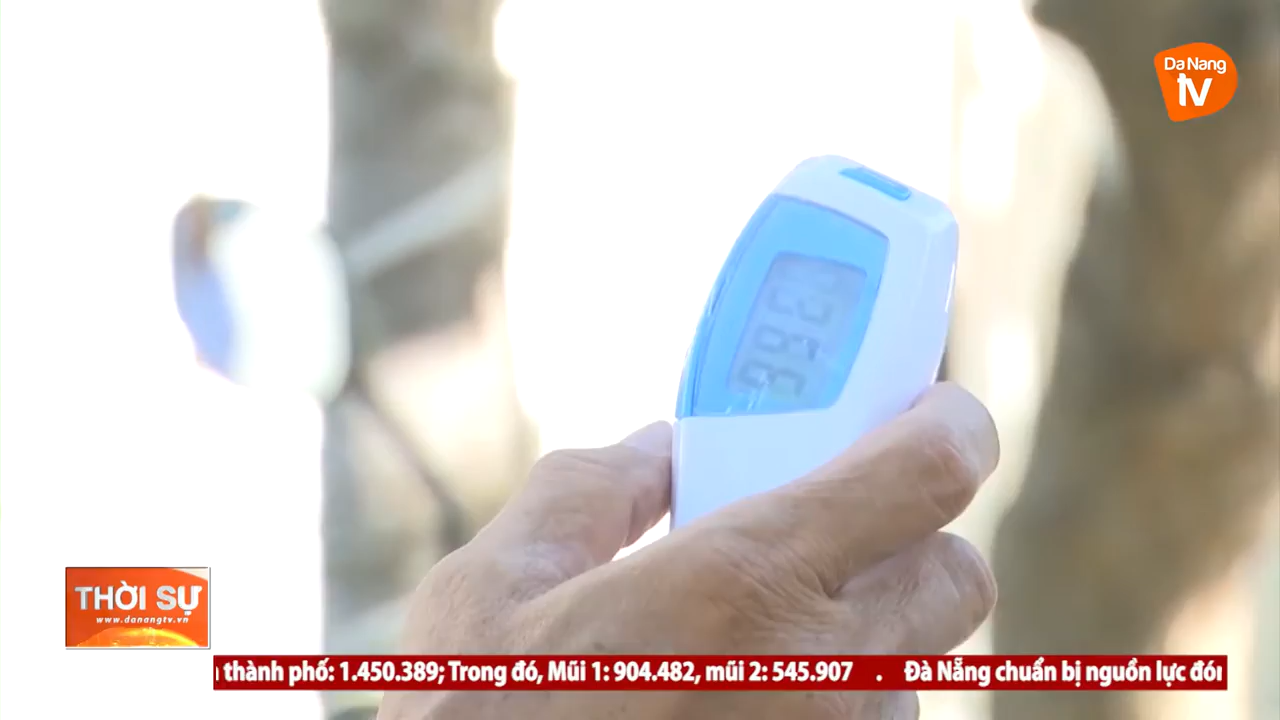 Da Nang
tv
THỜI SỰ
www.danangtv.vn
thành phố: 1.450.389; Trong đó, Mũi 1: 904.482, mũi 2: 545.907 . Đà Nẵng chuẩn bị nguồn lực